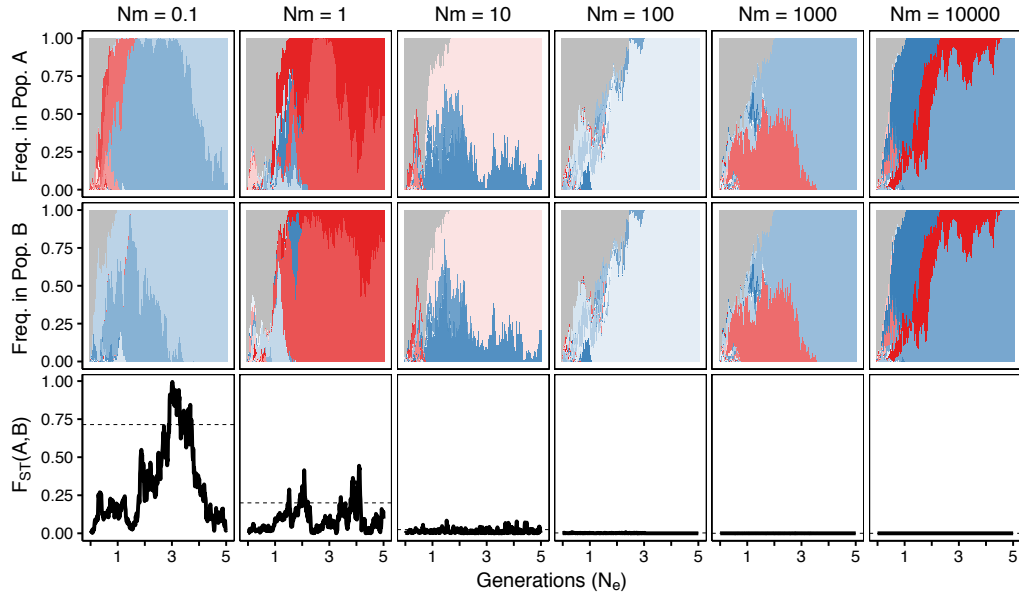 Nm = 0.1 Nm = 1 Nm = 10 Nm = 100 Nm = 1000 Nm = 10000
Freq. in Pop. A
1.00
0.75
0.50
0.25
0.00
Freq. in Pop. B
1.00
0.75
0.50
0.25
0.00
F_ST(A,B)
1.00
0.75
0.50
0.25
0.00
1 3 5 1 3 5 1 3 5 1 3 5 1 3 5 1 3 5
Generations (N_e)